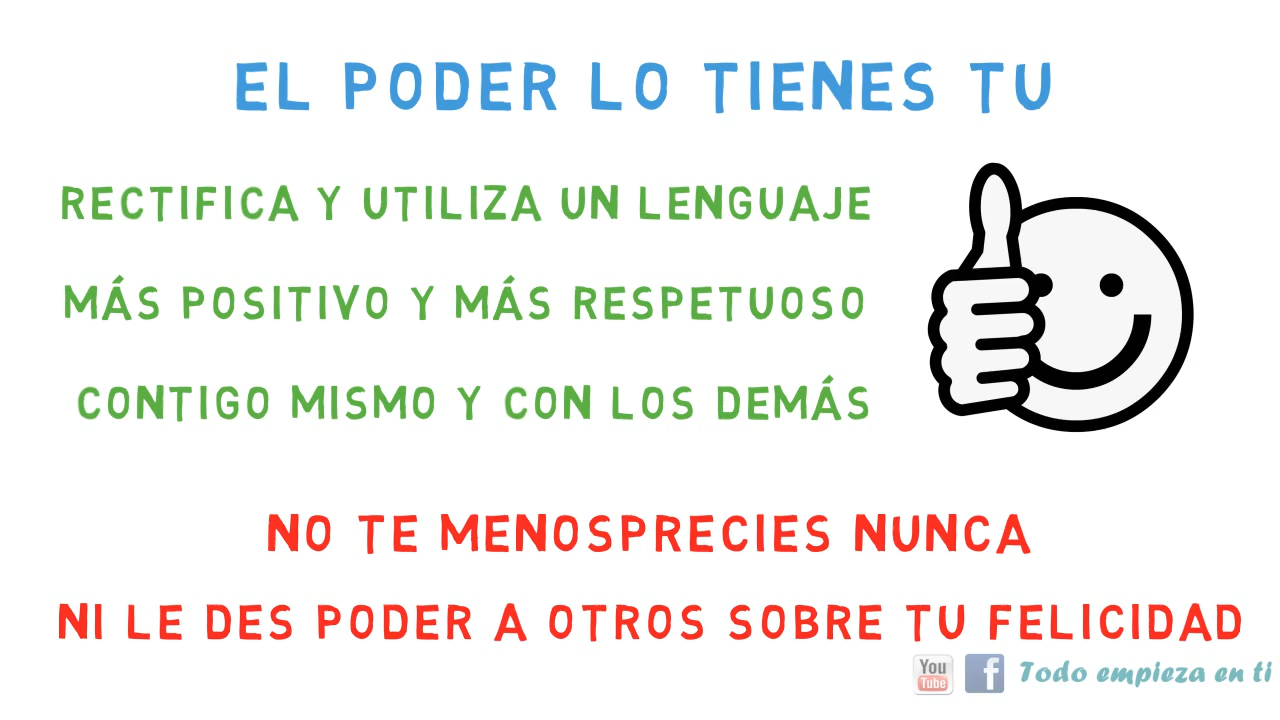 EL PODER LO TIENES TU
RECTIFICA Y UTILIZA UN LENGUAJE
MÁS POSITIVO Y MÁS RESPETUOSO
CONTIGO MISMO Y CON LOS DEMÁS
NO TE MENOSPRECIES NUNCA
NI LE DES PODER A OTROS SOBRE TU FELICIDAD
You Tube f Todo empieza en ti